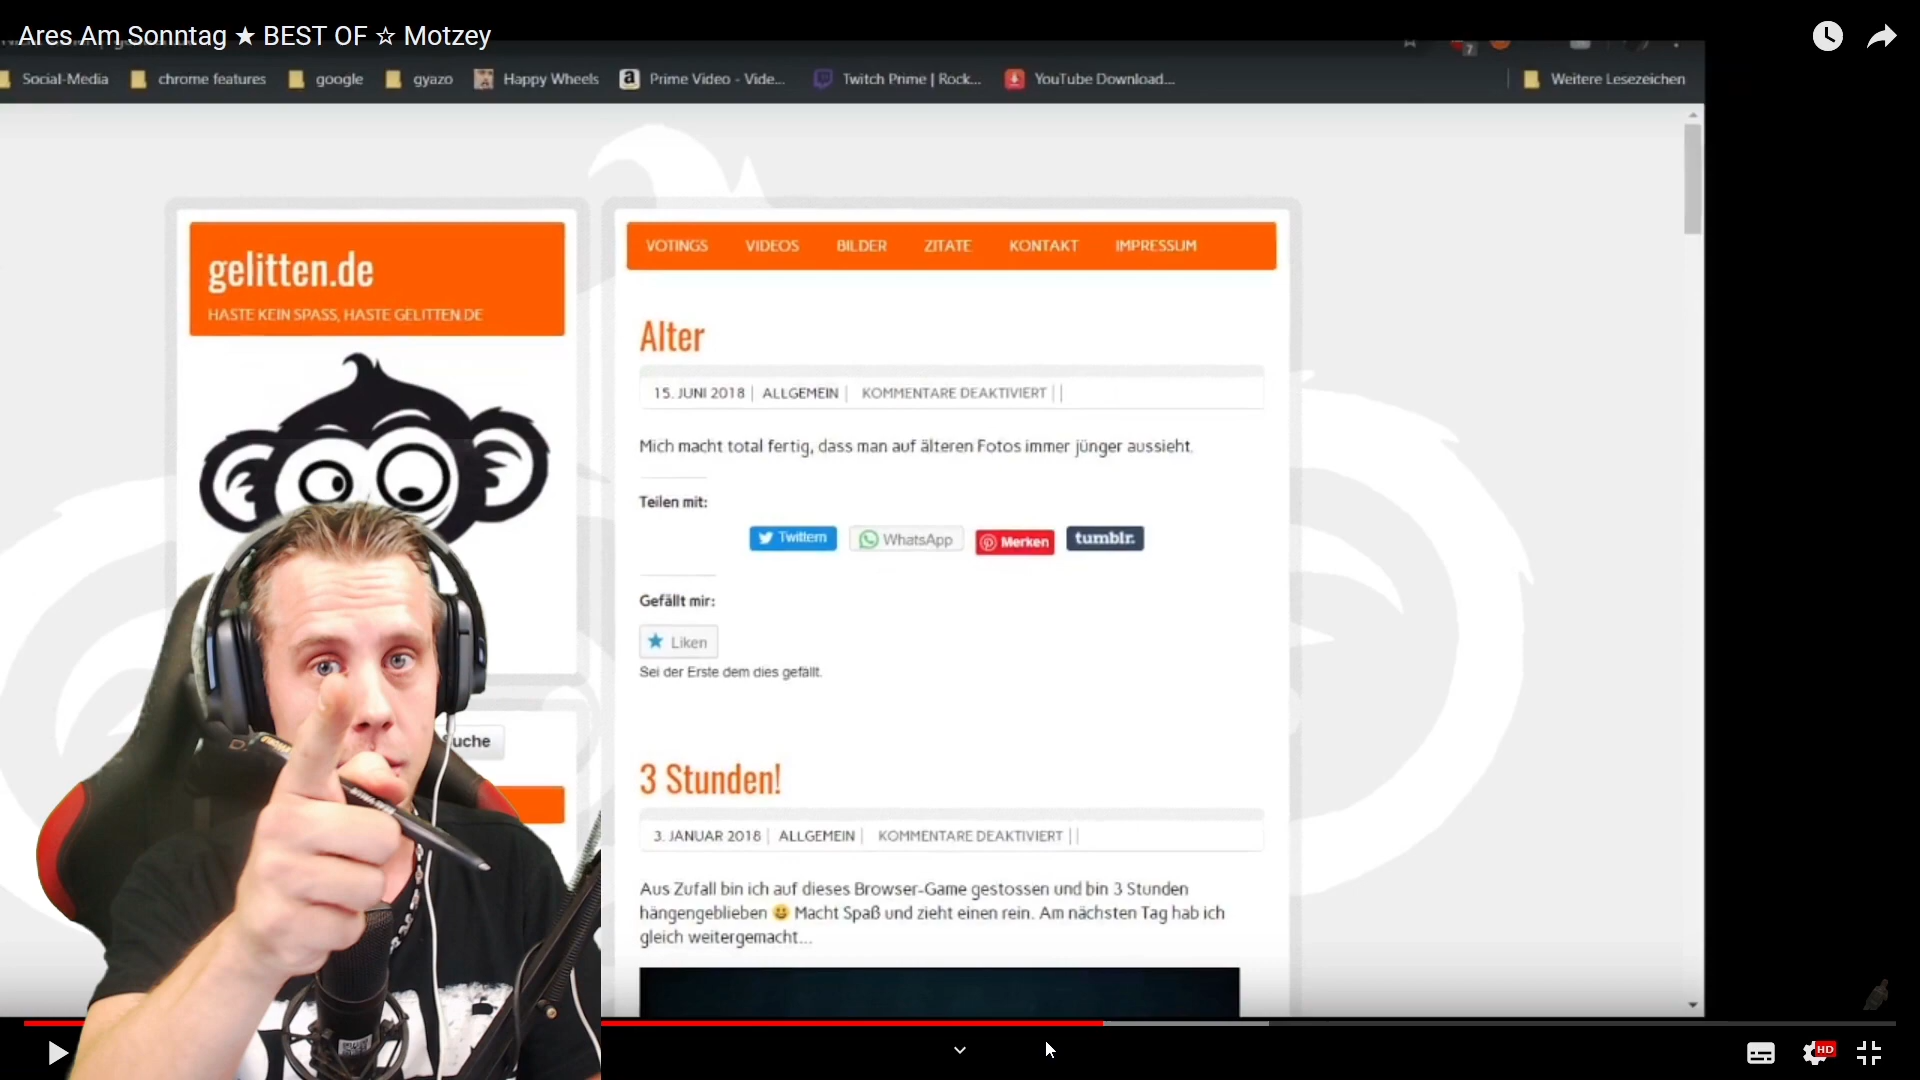 Ares Am Sonntag ★ BEST OF ☆ Motzey
Social-Media chrome features google gyazo Happy Wheels Prime Video - Vide... Twitch Prime | Rock... YouTube Download... Weitere Lesezeichen
7
gelitten.de
HASTE KEIN SPASS, HASTE GELITTEN.DE
VOTINGS VIDEOS BILDER ZITATE KONTAKT IMPRESSUM
Alter
15. JUNI 2018 | ALLGEMEIN | KOMMENTARE DEAKTIVIERT | |
Mich macht total fertig, dass man auf älteren Fotos immer jünger aussieht.
Teilen mit:
Twittern WhatsApp Merken tumblr.
Gefällt mir:
Liken
Sei der Erste dem dies gefällt.
uche
3 Stunden!
3. JANUAR 2018 | ALLGEMEIN | KOMMENTARE DEAKTIVIERT | |
Aus Zufall bin ich auf dieses Browser-Game gestossen und bin 3 Stunden
hängengeblieben 😀 Macht Spaß und zieht einen rein. Am nächsten Tag hab ich
gleich weitergemacht...
HD